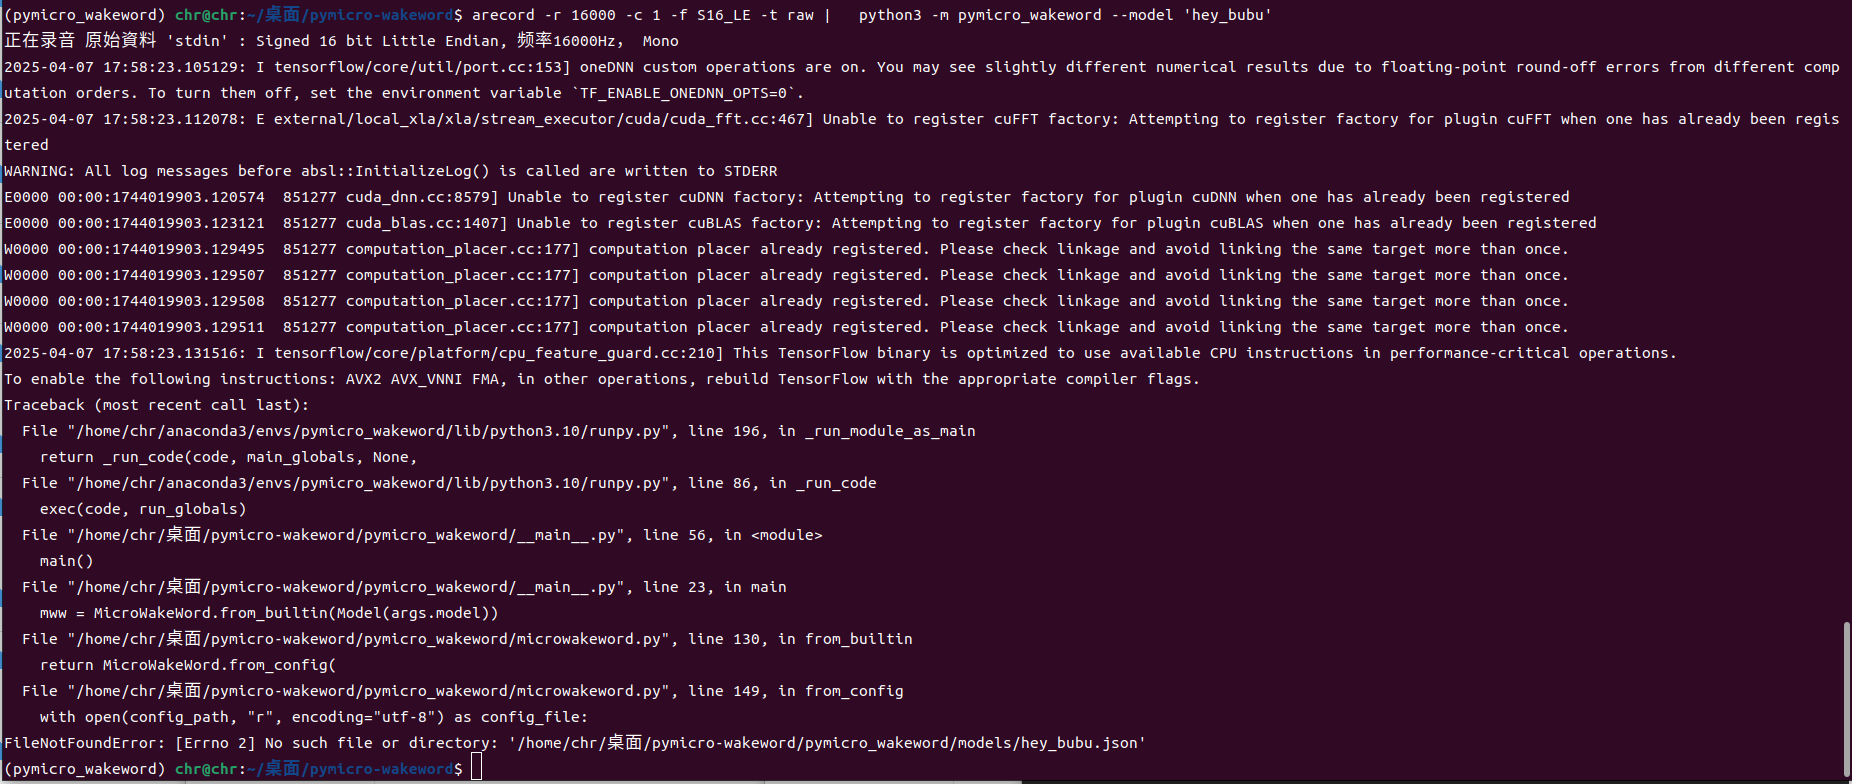 (pymicro_wakeword) chr@chr:~/桌面/pymicro-wakeword$ arecord -r 16000 -c 1 -f S16_LE -t raw |   python3 -m pymicro_wakeword --model 'hey_bubu'
正在录音 原始資料 'stdin' : Signed 16 bit Little Endian, 频率16000Hz， Mono
2025-04-07 17:58:23.105129: I tensorflow/core/util/port.cc:153] oneDNN custom operations are on. You may see slightly different numerical results due to floating-point round-off errors from different comp
utation orders. To turn them off, set the environment variable `TF_ENABLE_ONEDNN_OPTS=0`.
2025-04-07 17:58:23.112078: E external/local_xla/xla/stream_executor/cuda/cuda_fft.cc:467] Unable to register cuFFT factory: Attempting to register factory for plugin cuFFT when one has already been regis
tered
WARNING: All log messages before absl::InitializeLog() is called are written to STDERR
E0000 00:00:1744019903.120574  851277 cuda_dnn.cc:8579] Unable to register cuDNN factory: Attempting to register factory for plugin cuDNN when one has already been registered
E0000 00:00:1744019903.123121  851277 cuda_blas.cc:1407] Unable to register cuBLAS factory: Attempting to register factory for plugin cuBLAS when one has already been registered
W0000 00:00:1744019903.129495  851277 computation_placer.cc:177] computation placer already registered. Please check linkage and avoid linking the same target more than once.
W0000 00:00:1744019903.129507  851277 computation_placer.cc:177] computation placer already registered. Please check linkage and avoid linking the same target more than once.
W0000 00:00:1744019903.129508  851277 computation_placer.cc:177] computation placer already registered. Please check linkage and avoid linking the same target more than once.
W0000 00:00:1744019903.129511  851277 computation_placer.cc:177] computation placer already registered. Please check linkage and avoid linking the same target more than once.
2025-04-07 17:58:23.131516: I tensorflow/core/platform/cpu_feature_guard.cc:210] This TensorFlow binary is optimized to use available CPU instructions in performance-critical operations.
To enable the following instructions: AVX2 AVX_VNNI FMA, in other operations, rebuild TensorFlow with the appropriate compiler flags.
Traceback (most recent call last):
  File "/home/chr/anaconda3/envs/pymicro_wakeword/lib/python3.10/runpy.py", line 196, in _run_module_as_main
    return _run_code(code, main_globals, None,
  File "/home/chr/anaconda3/envs/pymicro_wakeword/lib/python3.10/runpy.py", line 86, in _run_code
    exec(code, run_globals)
  File "/home/chr/桌面/pymicro-wakeword/pymicro_wakeword/__main__.py", line 56, in <module>
    main()
  File "/home/chr/桌面/pymicro-wakeword/pymicro_wakeword/__main__.py", line 23, in main
    mww = MicroWakeWord.from_builtin(Model(args.model))
  File "/home/chr/桌面/pymicro-wakeword/pymicro_wakeword/microwakeword.py", line 130, in from_builtin
    return MicroWakeWord.from_config(
  File "/home/chr/桌面/pymicro-wakeword/pymicro_wakeword/microwakeword.py", line 149, in from_config
    with open(config_path, "r", encoding="utf-8") as config_file:
FileNotFoundError: [Errno 2] No such file or directory: '/home/chr/桌面/pymicro-wakeword/pymicro_wakeword/models/hey_bubu.json'
(pymicro_wakeword) chr@chr:~/桌面/pymicro-wakeword$